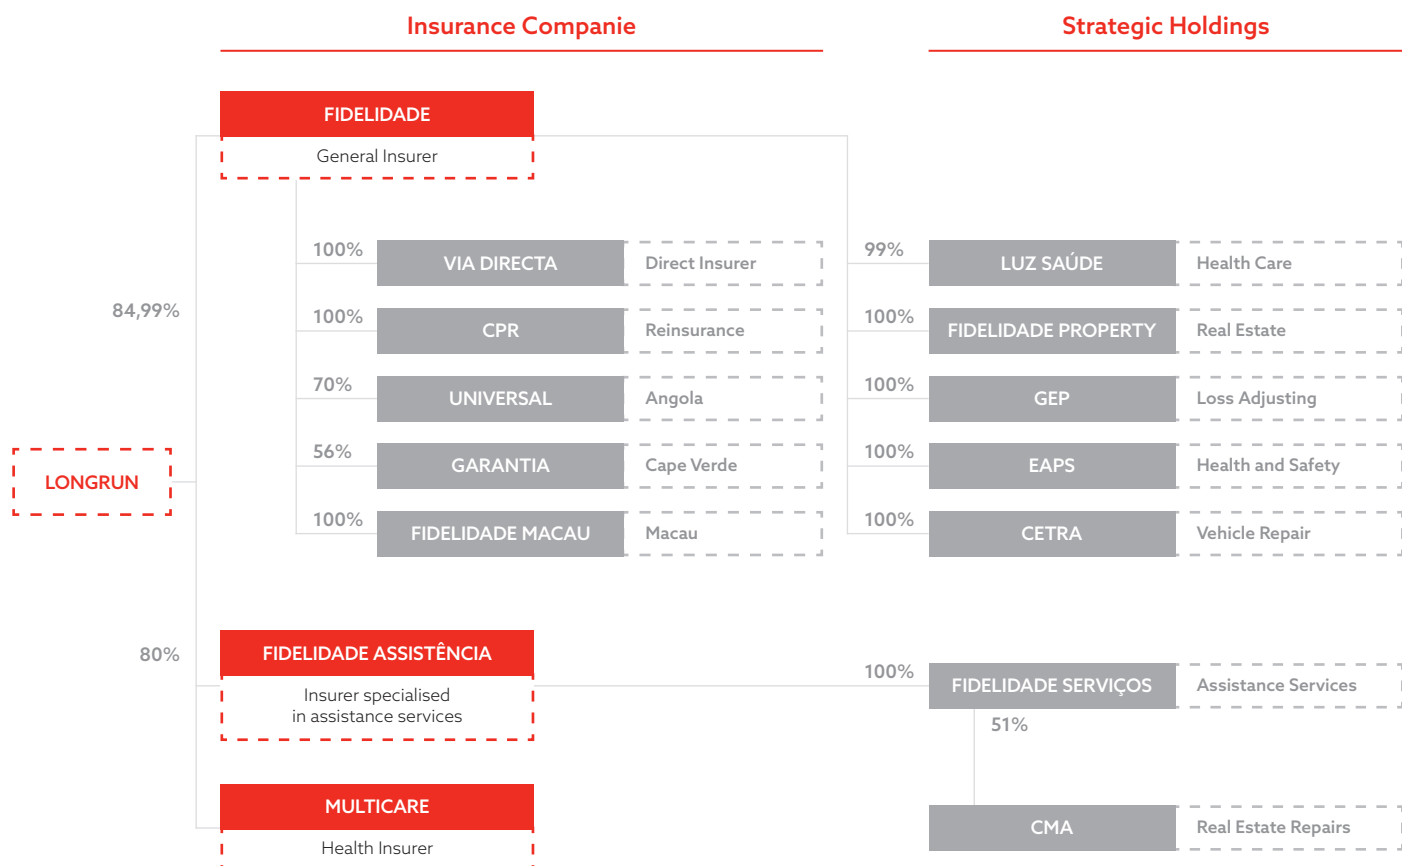 Insurance Companie
Strategic Holdings
FIDELIDADE
General Insurer
100%
VIA DIRECTA
Direct Insurer
99%
LUZ SAÚDE
Health Care
84,99%
100%
CPR
Reinsurance
100%
FIDELIDADE PROPERTY
Real Estate
70%
UNIVERSAL
Angola
100%
GEP
Loss Adjusting
56%
GARANTIA
Cape Verde
100%
EAPS
Health and Safety
LONGRUN
100%
FIDELIDADE MACAU
Macau
100%
CETRA
Vehicle Repair
80%
FIDELIDADE ASSISTÊNCIA
Insurer specialised
in assistance services
100%
FIDELIDADE SERVIÇOS
Assistance Services
51%
MULTICARE
Health Insurer
CMA
Real Estate Repairs